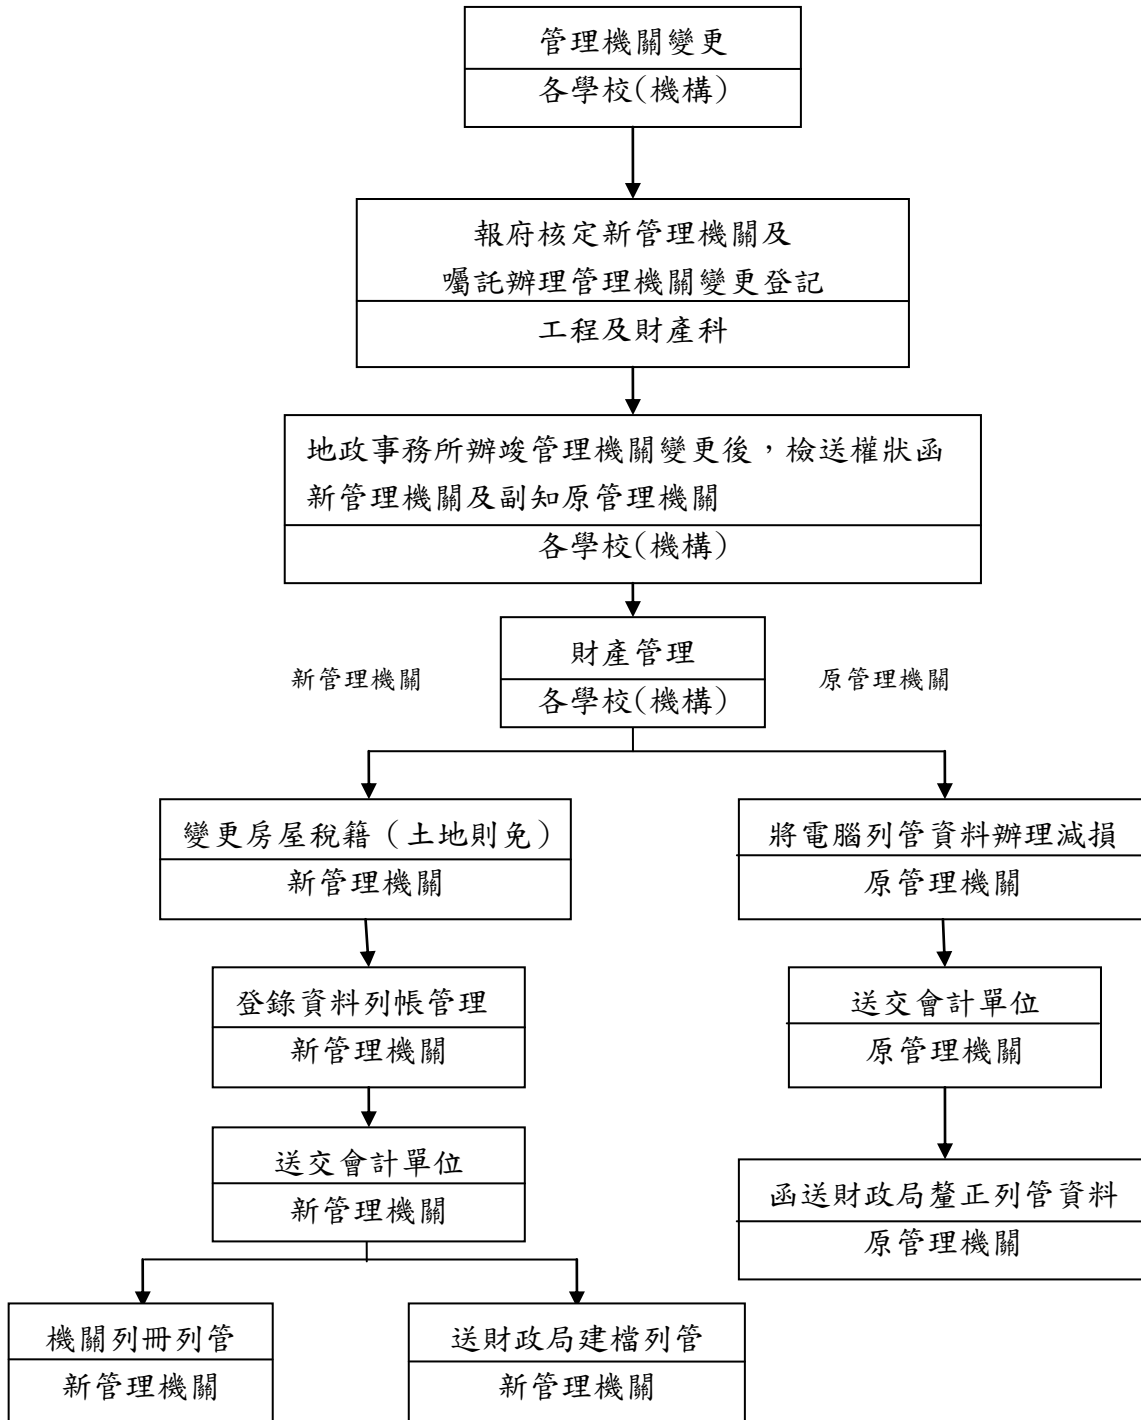 管理機關變更
各學校(機構)
報府核定新管理機關及
囑託辦理管理機關變更登記
工程及財產科
地政事務所辦竣管理機關變更後，檢送權狀函
新管理機關及副知原管理機關
各學校(機構)
財產管理
各學校(機構)
新管理機關
原管理機關
變更房屋稅籍（土地則免）
新管理機關
將電腦列管資料辦理減損
原管理機關
登錄資料列帳管理
新管理機關
送交會計單位
原管理機關
送交會計單位
新管理機關
函送財政局釐正列管資料
原管理機關
機關列冊列管
新管理機關
送財政局建檔列管
新管理機關